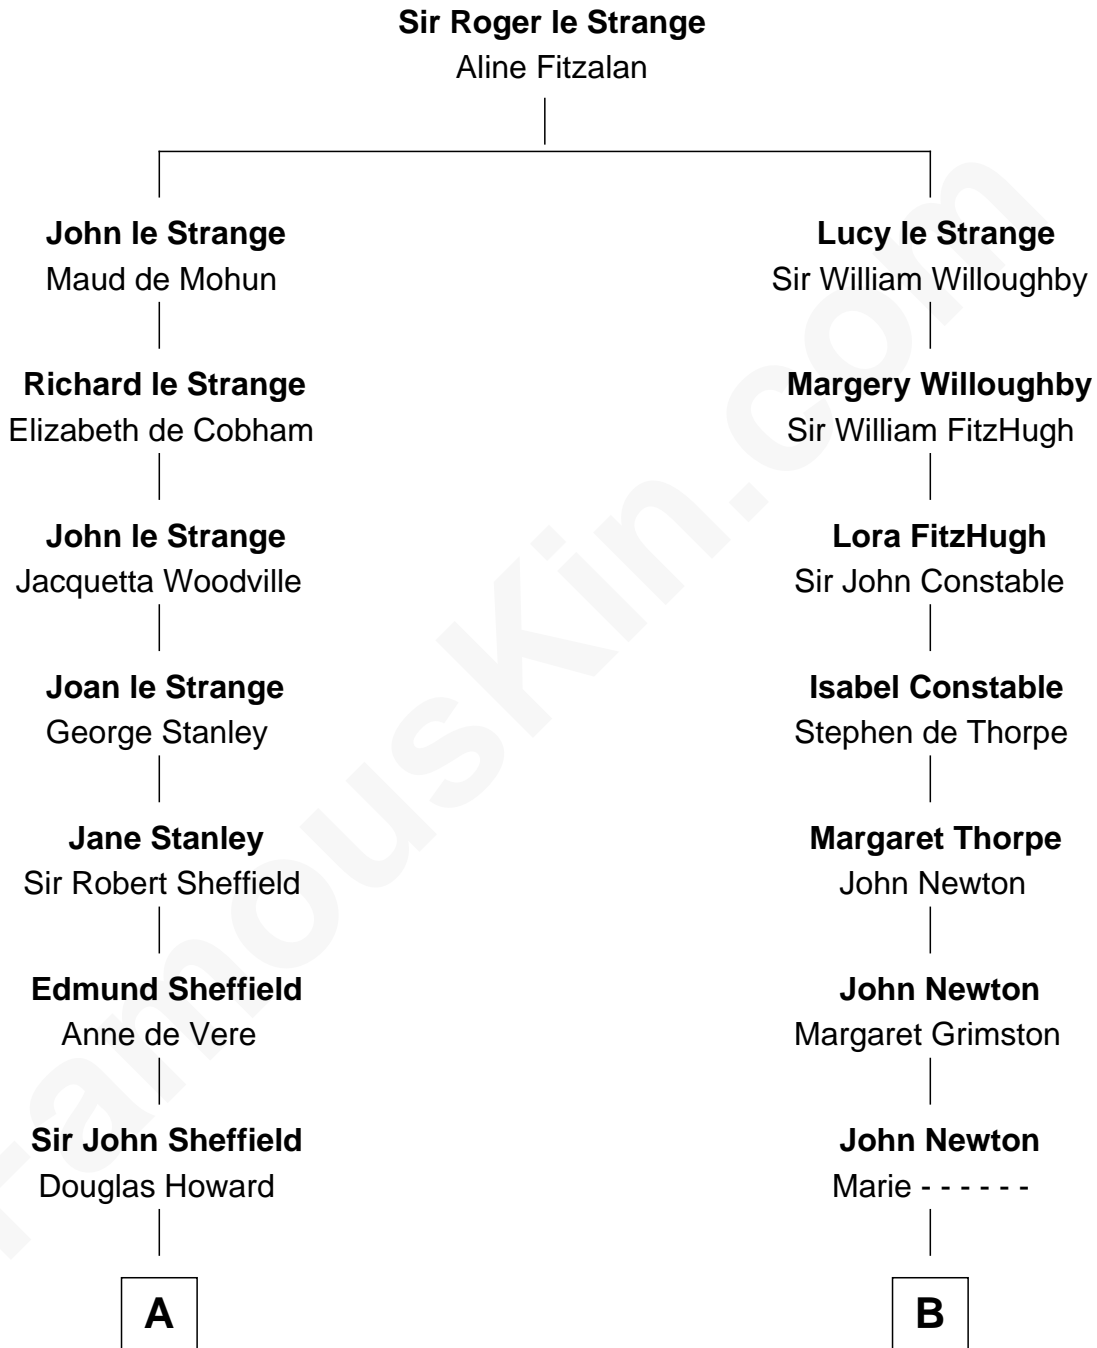 Sir Roger le Strange
Aline Fitzalan
John le Strange
Maud de Mohun
Richard le Strange
Elizabeth de Cobham
John le Strange
Jacquetta Woodville
Joan le Strange
George Stanley
Jane Stanley
Sir Robert Sheffield
Edmund Sheffield
Anne de Vere
Sir John Sheffield
Douglas Howard
A
Lucy le Strange
Sir William Willoughby
Margery Willoughby
Sir William FitzHugh
Lora FitzHugh
Sir John Constable
Isabel Constable
Stephen de Thorpe
Margaret Thorpe
John Newton
John Newton
Margaret Grimston
John Newton
Marie - - - - - -
B
FamousKin.com